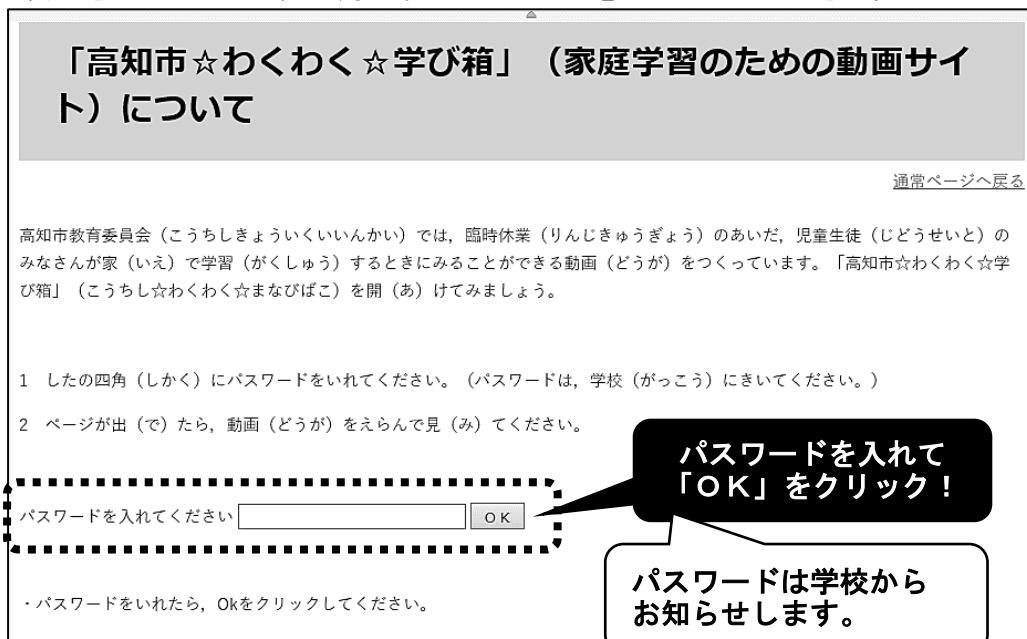 「高知市☆わくわく☆学び箱」（家庭学習のための動画サイ
ト）について
通常ページへ戻る
高知市教育委員会（こうちしきょういくいいんかい）では，臨時休業（りんじきゅうぎょう）のあいだ，児童生徒（じどうせいと）の
みなさんが家（いえ）で学習（がくしゅう）するときにみることができる動画（どうが）をつくっています。「高知市☆わくわく☆学
び箱」（こうちし☆わくわく☆まなびばこ）を開（あ）けてみましょう。
1　したの四角（しかく）にパスワードをいれてください。（パスワードは，学校（がっこう）にきいてください。）
2　ページが出（で）たら，動画（どうが）をえらんで見（み）てください。
パスワードを入れて
「ＯＫ」をクリック！
パスワードを入れてください ＯＫ
パスワードは学校から
お知らせします。
・パスワードをいれたら，Okをクリックしてください。